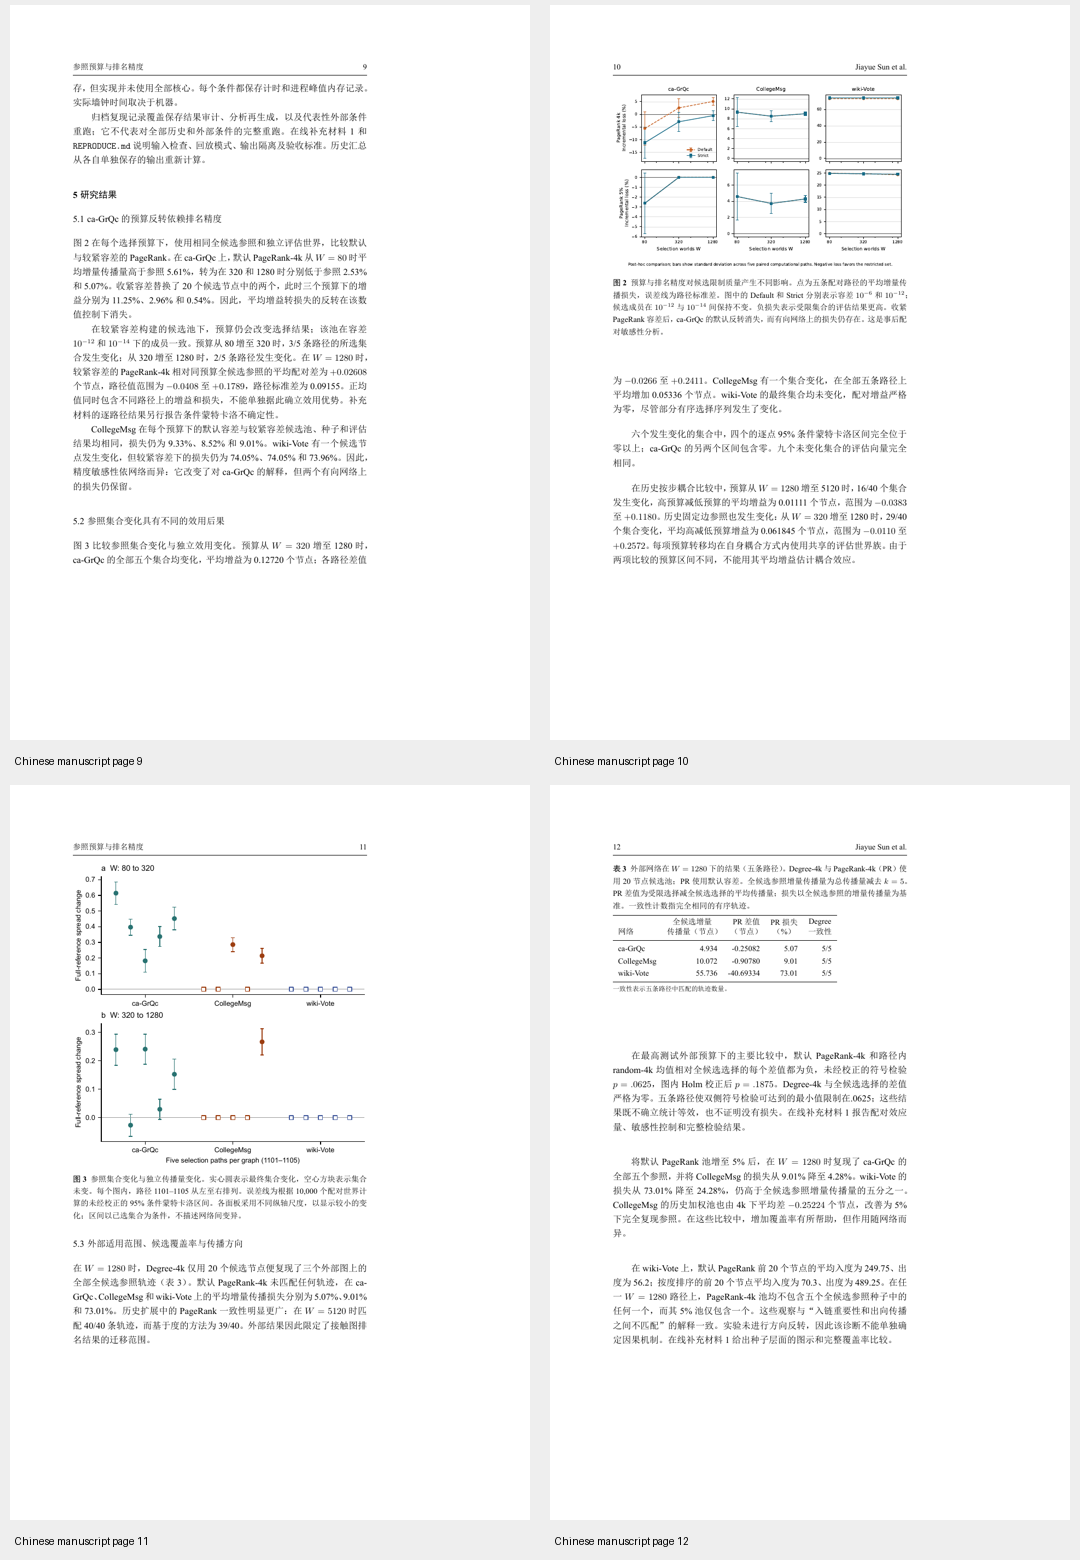 参照预算与排名精度 9
存，但实现并未使用全部核心。每个条件都保存计时和进程峰值内存记录。
实际墙钟时间取决于机器。
归档复现记录覆盖保存结果审计、分析再生成，以及代表性外部条件
重跑；它不代表对全部历史和外部条件的完整重跑。在线补充材料 1 和
REPRODUCE.md 说明输入检查、回放模式、输出隔离及验收标准。历史汇总
从各自单独保存的输出重新计算。
5 研究结果
5.1 ca-GrQc 的预算反转依赖排名精度
图 2 在每个选择预算下，使用相同全候选参照和独立评估世界，比较默认
与较紧容差的 PageRank。在 ca-GrQc 上，默认 PageRank-4k 从 W = 80 时平
均增量传播量高于参照 5.61%，转为在 320 和 1280 时分别低于参照 2.53%
和 5.07%。收紧容差替换了 20 个候选节点中的两个，此时三个预算下的增
益分别为 11.25%、2.96% 和 0.54%。因此，平均增益转损失的反转在该数
值控制下消失。
在较紧容差构建的候选池下，预算仍会改变选择结果；该池在容差
10⁻¹² 和 10⁻¹⁴ 下的成员一致。预算从 80 增至 320 时，3/5 条路径的所选集
合发生变化；从 320 增至 1280 时，2/5 条路径发生变化。在 W = 1280 时，
较紧容差的 PageRank-4k 相对同预算全候选参照的平均配对差为 +0.02608
个节点，路径值范围为 −0.0408 至 +0.1789，路径标准差为 0.09155。正均
值同时包含不同路径上的增益和损失，不能单独据此确立效用优势。补充
材料的逐路径结果另行报告条件蒙特卡洛不确定性。
CollegeMsg 在每个预算下的默认容差与较紧容差候选池、种子和评估
结果均相同，损失仍为 9.33%、8.52% 和 9.01%。wiki-Vote 有一个候选节
点发生变化，但较紧容差下的损失仍为 74.05%、74.05% 和 73.96%。因此，
精度敏感性依网络而异：它改变了对 ca-GrQc 的解释，但两个有向网络上
的损失仍保留。
5.2 参照集合变化具有不同的效用后果
图 3 比较参照集合变化与独立效用变化。预算从 W = 320 增至 1280 时，
ca-GrQc 的全部五个集合均变化，平均增益为 0.12720 个节点；各路径差值
Chinese manuscript page 9
10 Jiayue Sun et al.
ca-GrQc CollegeMsg wiki-Vote
PageRank 4k
Incremental loss (%)
5
0
−5
−10
−15
Default
Strict
12
10
8
6
4
2
0
60
40
20
0
PageRank 5%
Incremental loss (%)
0
−1
−2
−3
−4
−5
−6
6
4
2
0
25
20
15
10
5
0
80 320 1280 80 320 1280 80 320 1280
Selection worlds W Selection worlds W Selection worlds W
Post-hoc comparison: bars show standard deviation across five paired computational paths. Negative loss favors the restricted set.
图 2 预算与排名精度对候选限制质量产生不同影响。点为五条配对路径的平均增量传
播损失，误差线为路径标准差。图中的 Default 和 Strict 分别表示容差 10⁻⁶ 和 10⁻¹²；
候选成员在 10⁻¹² 与 10⁻¹⁴ 间保持不变。负损失表示受限集合的评估结果更高。收紧
PageRank 容差后，ca-GrQc 的默认反转消失，而有向网络上的损失仍存在。这是事后配
对敏感性分析。
为 −0.0266 至 +0.2411。CollegeMsg 有一个集合变化，在全部五条路径上
平均增加 0.05336 个节点。wiki-Vote 的最终集合均未变化，配对增益严格
为零，尽管部分有序选择序列发生了变化。
六个发生变化的集合中，四个的逐点 95% 条件蒙特卡洛区间完全位于
零以上；ca-GrQc 的另两个区间包含零。九个未变化集合的评估向量完全
相同。
在历史按步耦合比较中，预算从 W = 1280 增至 5120 时，16/40 个集合
发生变化，高预算减低预算的平均增益为 0.01111 个节点，范围为 −0.0383
至 +0.1180。历史固定边参照也发生变化：从 W = 320 增至 1280 时，29/40
个集合变化，平均高减低预算增益为 0.061845 个节点，范围为 −0.0110 至
+0.2572。每项预算转移均在自身耦合方式内使用共享的评估世界族。由于
两项比较的预算区间不同，不能用其平均增益估计耦合效应。
Chinese manuscript page 10
参照预算与排名精度 11
a W: 80 to 320
Full-reference spread change
0.7
0.6
0.5
0.4
0.3
0.2
0.1
0.0
ca-GrQc CollegeMsg wiki-Vote
b W: 320 to 1280
Full-reference spread change
0.3
0.2
0.1
0.0
ca-GrQc CollegeMsg wiki-Vote
Five selection paths per graph (1101–1105)
图 3 参照集合变化与独立传播量变化。实心圆表示最终集合变化，空心方块表示集合
未变。每个图内，路径 1101–1105 从左至右排列。误差线为根据 10,000 个配对世界计
算的未经校正的 95% 条件蒙特卡洛区间。各面板采用不同纵轴尺度，以显示较小的变
化；区间以已选集合为条件，不描述网络间变异。
5.3 外部适用范围、候选覆盖率与传播方向
在 W = 1280 时，Degree-4k 仅用 20 个候选节点便复现了三个外部图上的
全部全候选参照轨迹（表 3）。默认 PageRank-4k 未匹配任何轨迹，在 ca-
GrQc、CollegeMsg 和 wiki-Vote 上的平均增量传播损失分别为 5.07%、9.01%
和 73.01%。历史扩展中的 PageRank 一致性明显更广：在 W = 5120 时匹
配 40/40 条轨迹，而基于度的方法为 39/40。外部结果因此限定了接触图排
名结果的迁移范围。
Chinese manuscript page 11
12 Jiayue Sun et al.
表 3 外部网络在 W = 1280 下的结果（五条路径）。Degree-4k 与 PageRank-4k（PR）使
用 20 节点候选池；PR 使用默认容差。全候选参照增量传播量为总传播量减去 k = 5。
PR 差值为受限选择减全候选选择的平均传播量；损失以全候选参照的增量传播量为基
准。一致性计数指完全相同的有序轨迹。
全候选增量 PR 差值 PR 损失 Degree
网络 传播量（节点） （节点） （%） 一致性
ca-GrQc 4.934 -0.25082 5.07 5/5
CollegeMsg 10.072 -0.90780 9.01 5/5
wiki-Vote 55.736 -40.69334 73.01 5/5
一致性表示五条路径中匹配的轨迹数量。
在最高测试外部预算下的主要比较中，默认 PageRank-4k 和路径内
random-4k 均值相对全候选选择的每个差值都为负，未经校正的符号检验
p = .0625，图内 Holm 校正后 p = .1875。Degree-4k 与全候选选择的差值
严格为零。五条路径使双侧符号检验可达到的最小值限制在.0625；这些结
果既不确立统计等效，也不证明没有损失。在线补充材料 1 报告配对效应
量、敏感性控制和完整检验结果。
将默认 PageRank 池增至 5% 后，在 W = 1280 时复现了 ca-GrQc 的
全部五个参照，并将 CollegeMsg 的损失从 9.01% 降至 4.28%。wiki-Vote 的
损失从 73.01% 降至 24.28%，仍高于全候选参照增量传播量的五分之一。
CollegeMsg 的历史加权池也由 4k 下平均差 −0.25224 个节点，改善为 5%
下完全复现参照。在这些比较中，增加覆盖率有所帮助，但作用随网络而
异。
在 wiki-Vote 上，默认 PageRank 前 20 个节点的平均入度为 249.75、出
度为 56.2；按度排序的前 20 个节点平均入度为 70.3、出度为 489.25。在任
一 W = 1280 路径上，PageRank-4k 池均不包含五个全候选参照种子中的
任何一个，而其 5% 池仅包含一个。这些观察与“入链重要性和出向传播
之间不匹配”的解释一致。实验未进行方向反转，因此该诊断不能单独确
定因果机制。在线补充材料 1 给出种子层面的图示和完整覆盖率比较。
Chinese manuscript page 12